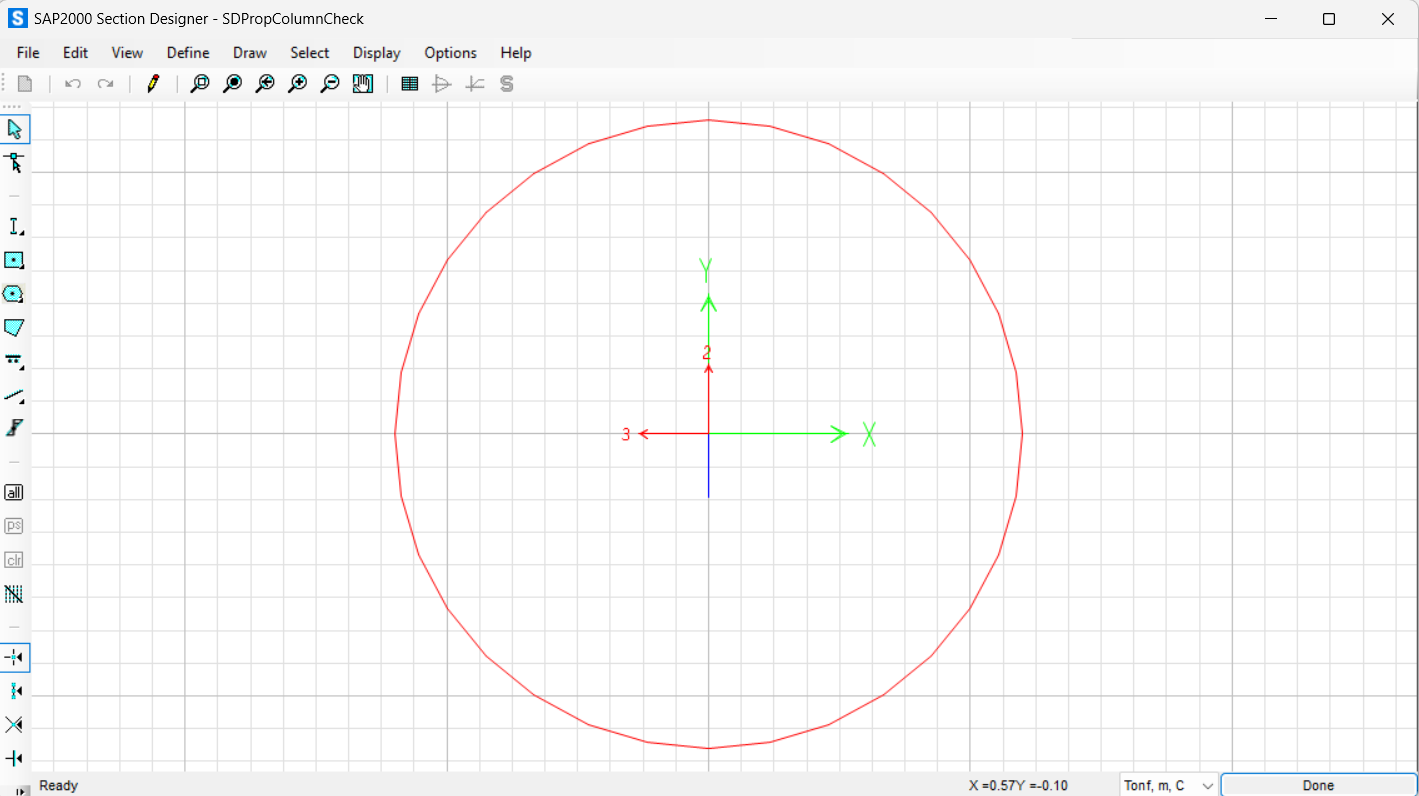 S SAP2000 Section Designer - SDPropColumnCheck
File Edit View Define Draw Select Display Options Help
S
Y
2
3
X
all
ps
clr
Ready X =0.57Y =-0.10 Tonf, m, C Done